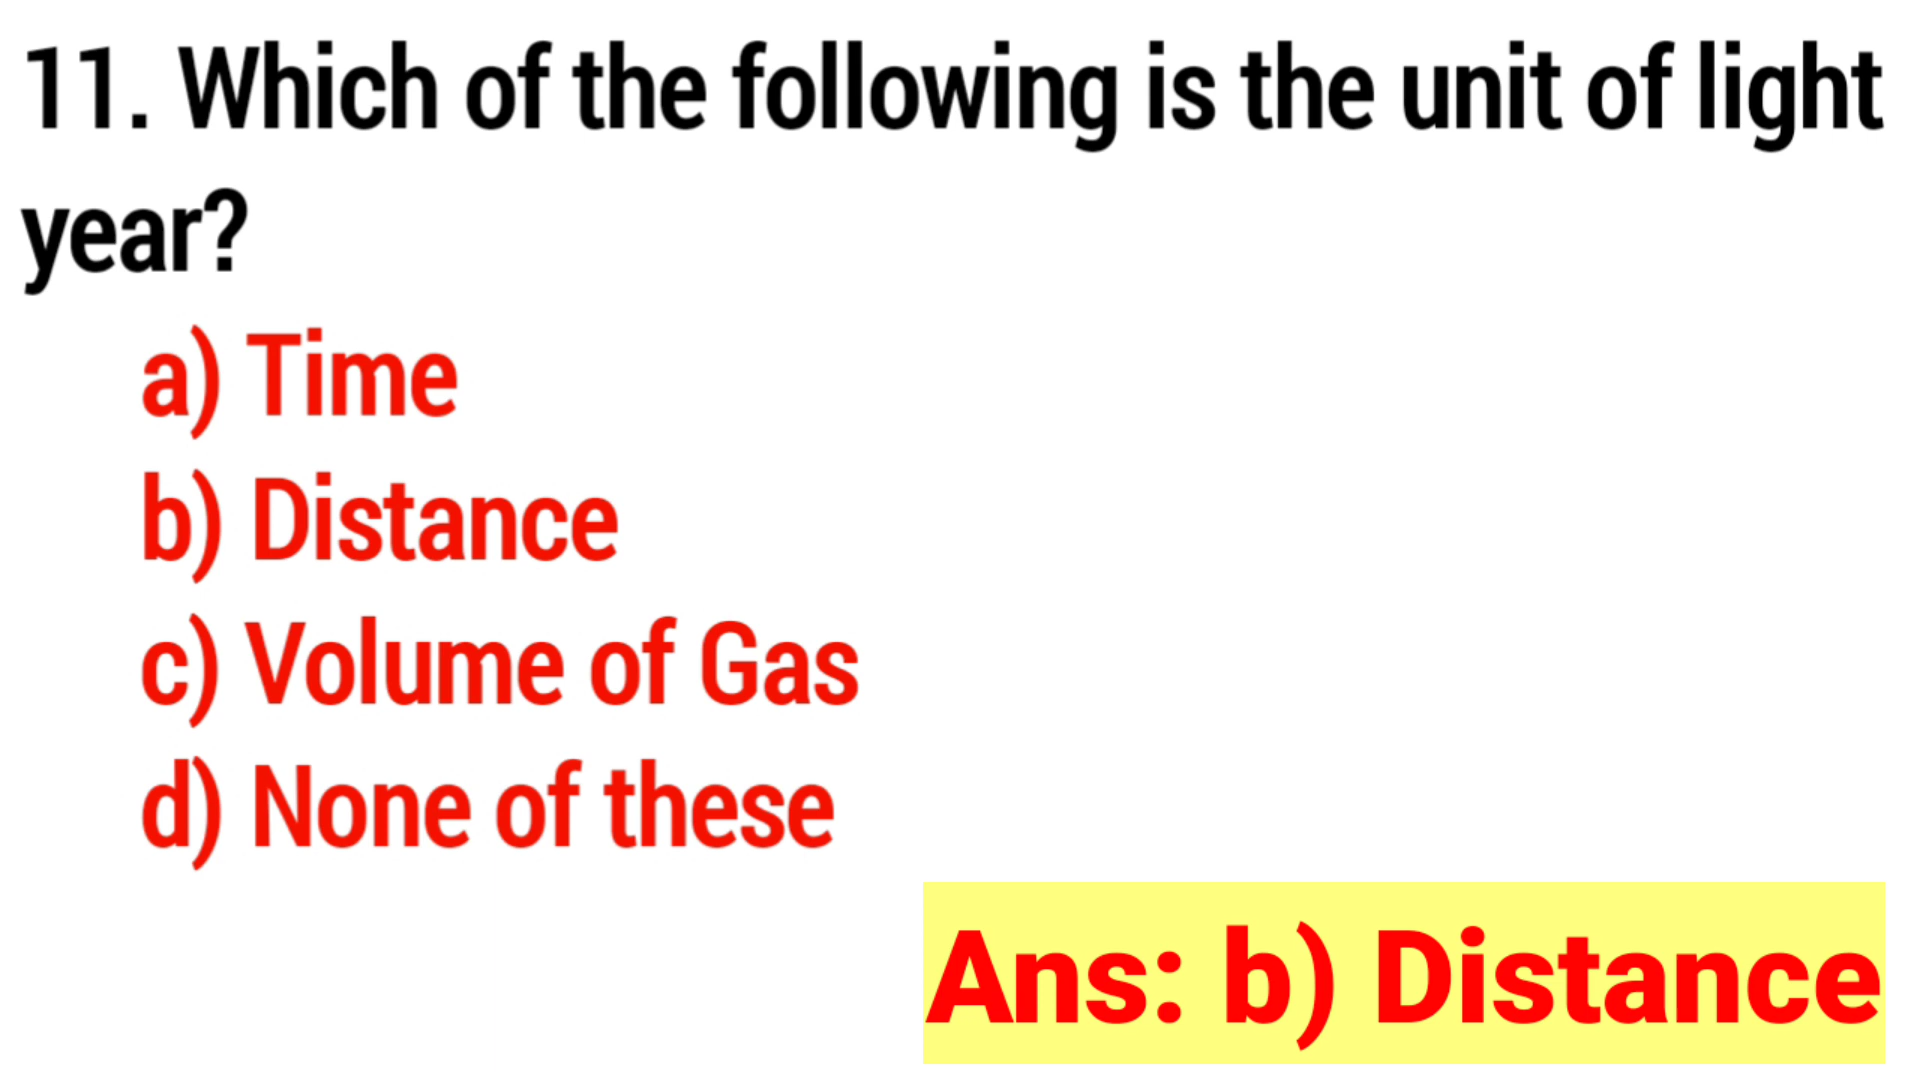 11. Which of the following is the unit of light
year?
a) Time
b) Distance
c) Volume of Gas
d) None of these
Ans: b) Distance